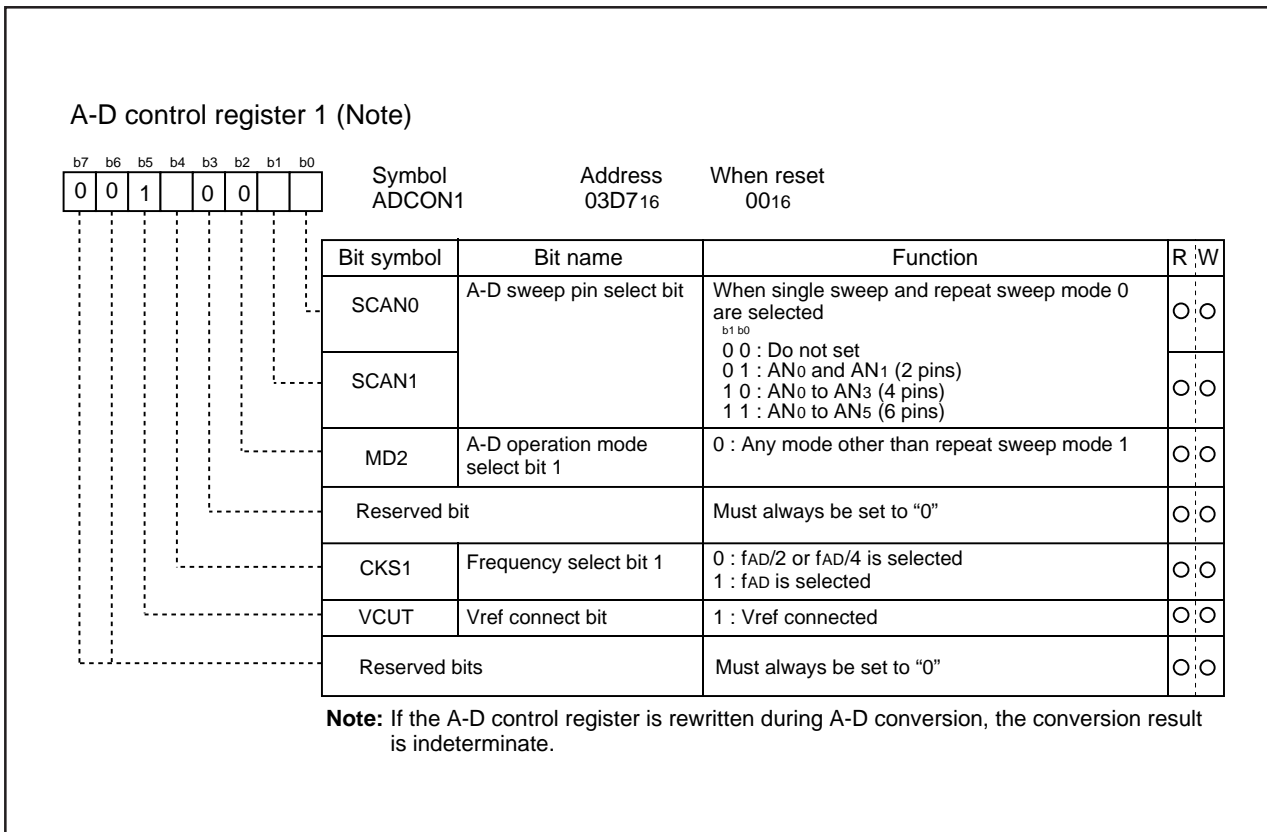 A-D control register 1 (Note)
b7 b6 b5 b4 b3 b2 b1 b0
0 0 1 0 0
Symbol Address When reset
ADCON1 03D716 0016
Bit symbol Bit name Function R W
SCAN0 A-D sweep pin select bit When single sweep and repeat sweep mode 0
are selected
b1 b0
0 0 : Do not set
0 1 : AN0 and AN1 (2 pins)
SCAN1 1 0 : AN0 to AN3 (4 pins)
1 1 : AN0 to AN5 (6 pins)
MD2 A-D operation mode
select bit 1 0 : Any mode other than repeat sweep mode 1
Reserved bit Must always be set to “0”
CKS1 Frequency select bit 1 0 : fAD/2 or fAD/4 is selected
1 : fAD is selected
VCUT Vref connect bit 1 : Vref connected
Reserved bits Must always be set to “0”
Note: If the A-D control register is rewritten during A-D conversion, the conversion result
is indeterminate.